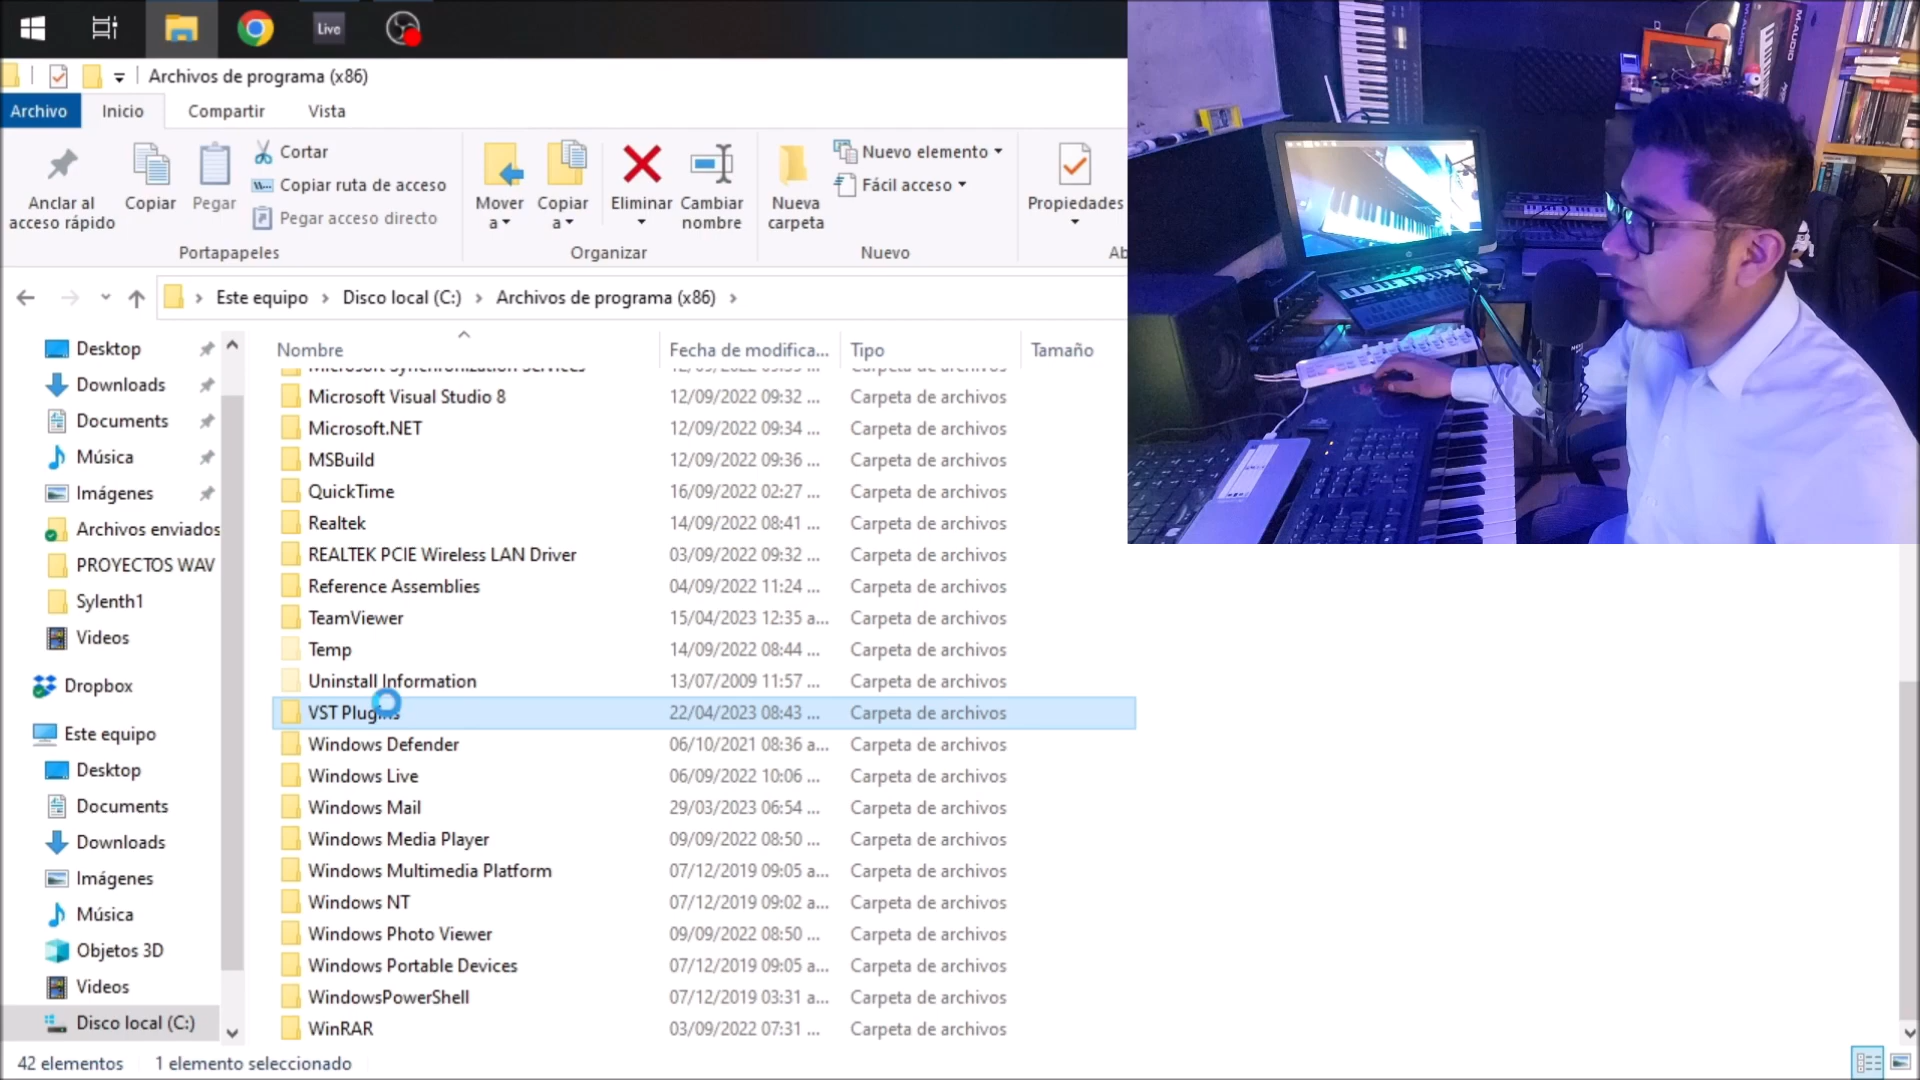 Live
Archivos de programa (x86)
Archivo Inicio Compartir Vista
Anclar al
acceso rápido
Copiar
Pegar
Cortar
Copiar ruta de acceso
Pegar acceso directo
Portapapeles
Mover
a
Copiar
a
Eliminar
Cambiar
nombre
Organizar
Nueva
carpeta
Nuevo elemento
Fácil acceso
Nuevo
Propiedades
Ab
Este equipo > Disco local (C:) > Archivos de programa (x86) >
Desktop
Downloads
Documents
Música
Imágenes
Archivos enviados
PROYECTOS WAV
Sylenth1
Videos
Dropbox
Este equipo
Desktop
Documents
Downloads
Imágenes
Música
Objetos 3D
Videos
Disco local (C:)
Nombre Fecha de modifica... Tipo Tamaño
Microsoft Synchronization Services Carpeta de archivos
Microsoft Visual Studio 8 12/09/2022 09:32 ... Carpeta de archivos
Microsoft.NET 12/09/2022 09:34 ... Carpeta de archivos
MSBuild 12/09/2022 09:36 ... Carpeta de archivos
QuickTime 16/09/2022 02:27 ... Carpeta de archivos
Realtek 14/09/2022 08:41 ... Carpeta de archivos
REALTEK PCIE Wireless LAN Driver 03/09/2022 09:32 ... Carpeta de archivos
Reference Assemblies 04/09/2022 11:24 ... Carpeta de archivos
TeamViewer 15/04/2023 12:35 a... Carpeta de archivos
Temp 14/09/2022 08:44 ... Carpeta de archivos
Uninstall Information 13/07/2009 11:57 ... Carpeta de archivos
VST Plugins 22/04/2023 08:43 ... Carpeta de archivos
Windows Defender 06/10/2021 08:36 a... Carpeta de archivos
Windows Live 06/09/2022 10:06 ... Carpeta de archivos
Windows Mail 29/03/2023 06:54 ... Carpeta de archivos
Windows Media Player 09/09/2022 08:50 ... Carpeta de archivos
Windows Multimedia Platform 07/12/2019 09:05 a... Carpeta de archivos
Windows NT 07/12/2019 09:02 a... Carpeta de archivos
Windows Photo Viewer 09/09/2022 08:50 ... Carpeta de archivos
Windows Portable Devices 07/12/2019 09:05 a... Carpeta de archivos
WindowsPowerShell 07/12/2019 03:31 a... Carpeta de archivos
WinRAR 03/09/2022 07:31 ... Carpeta de archivos
42 elementos 1 elemento seleccionado
M-AUDIO